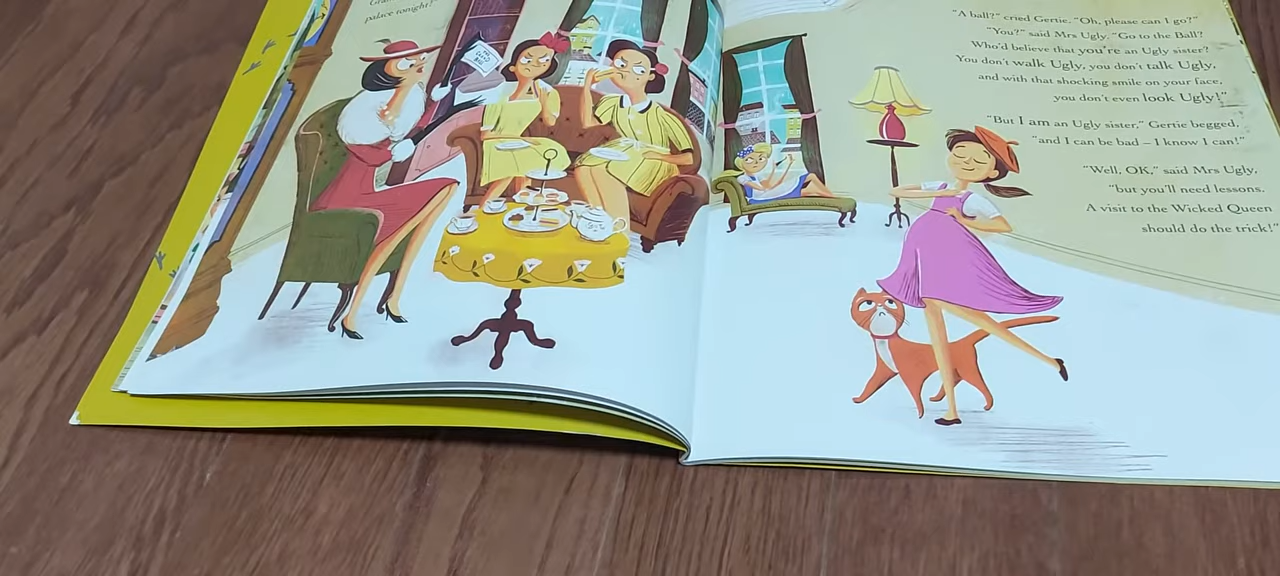 palace tonight!"
"A ball?" cried Gertie. "Oh, please can I go?"
"You?" said Mrs Ugly. "Go to the Ball?
Who'd believe that you're an Ugly sister?
You don't walk Ugly, you don't talk Ugly,
and with that shocking smile on your face,
you don't even look Ugly!"
"But I am an Ugly sister," Gertie begged,
"and I can be bad – I know I can!"
"Well, OK," said Mrs Ugly,
"but you'll need lessons.
A visit to the Wicked Queen
should do the trick!"